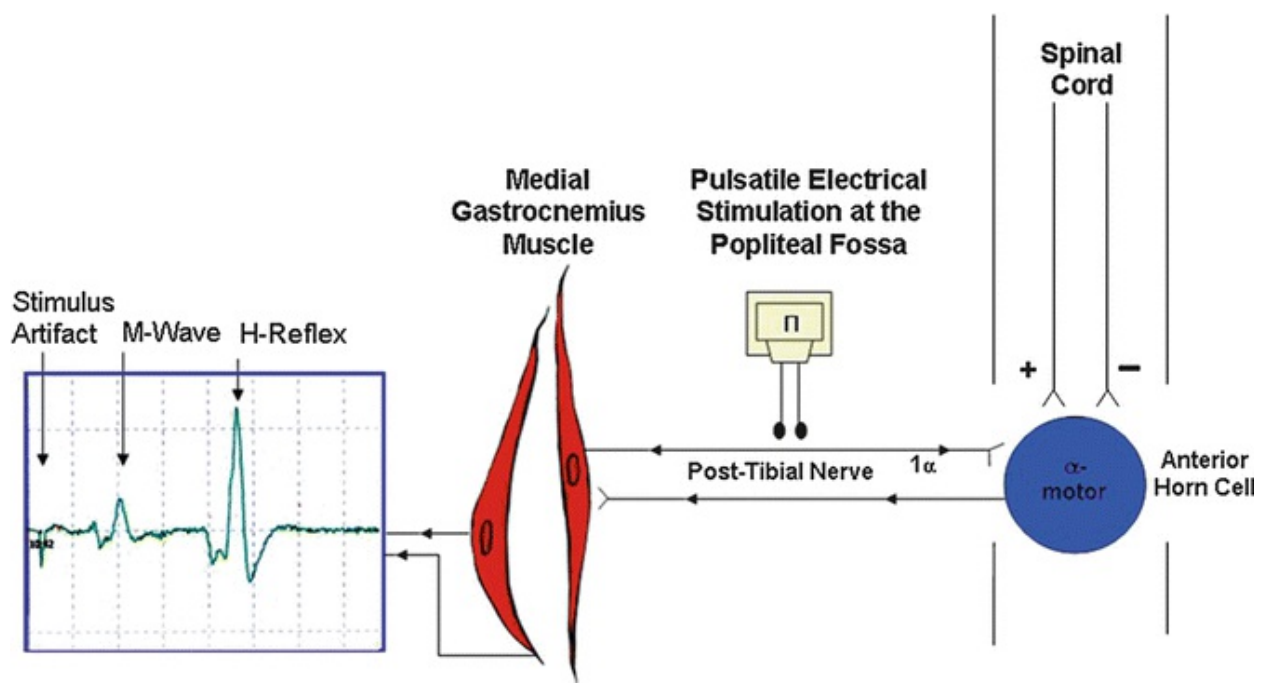 Spinal
Cord
Medial
Gastrocnemius
Muscle
Pulsatile Electrical
Stimulation at the
Popliteal Fossa
Stimulus
Artifact
M-Wave
H-Reflex
Π
+
−
Post-Tibial Nerve
1α
α-
motor
Anterior
Horn Cell